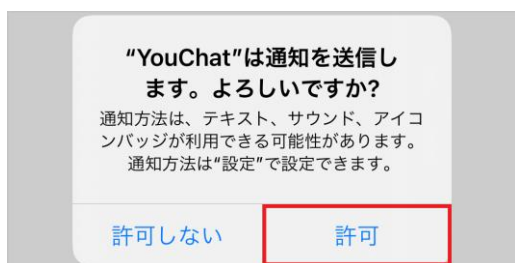 “YouChat”は通知を送信し
ます。よろしいですか?
通知方法は、テキスト、サウンド、アイコ
ンバッジが利用できる可能性があります。
通知方法は“設定”で設定できます。
許可しない
許可